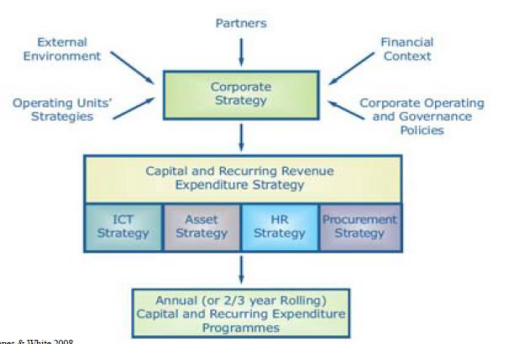 Partners
External
Environment
Financial
Context
Corporate
Strategy
Operating Units'
Strategies
Corporate Operating
and Governance
Policies
Capital and Recurring Revenue
Expenditure Strategy
ICT
Strategy
Asset
Strategy
HR
Strategy
Procurement
Strategy
Annual (or 2/3 year Rolling)
Capital and Recurring Expenditure
Programmes
& White 2008